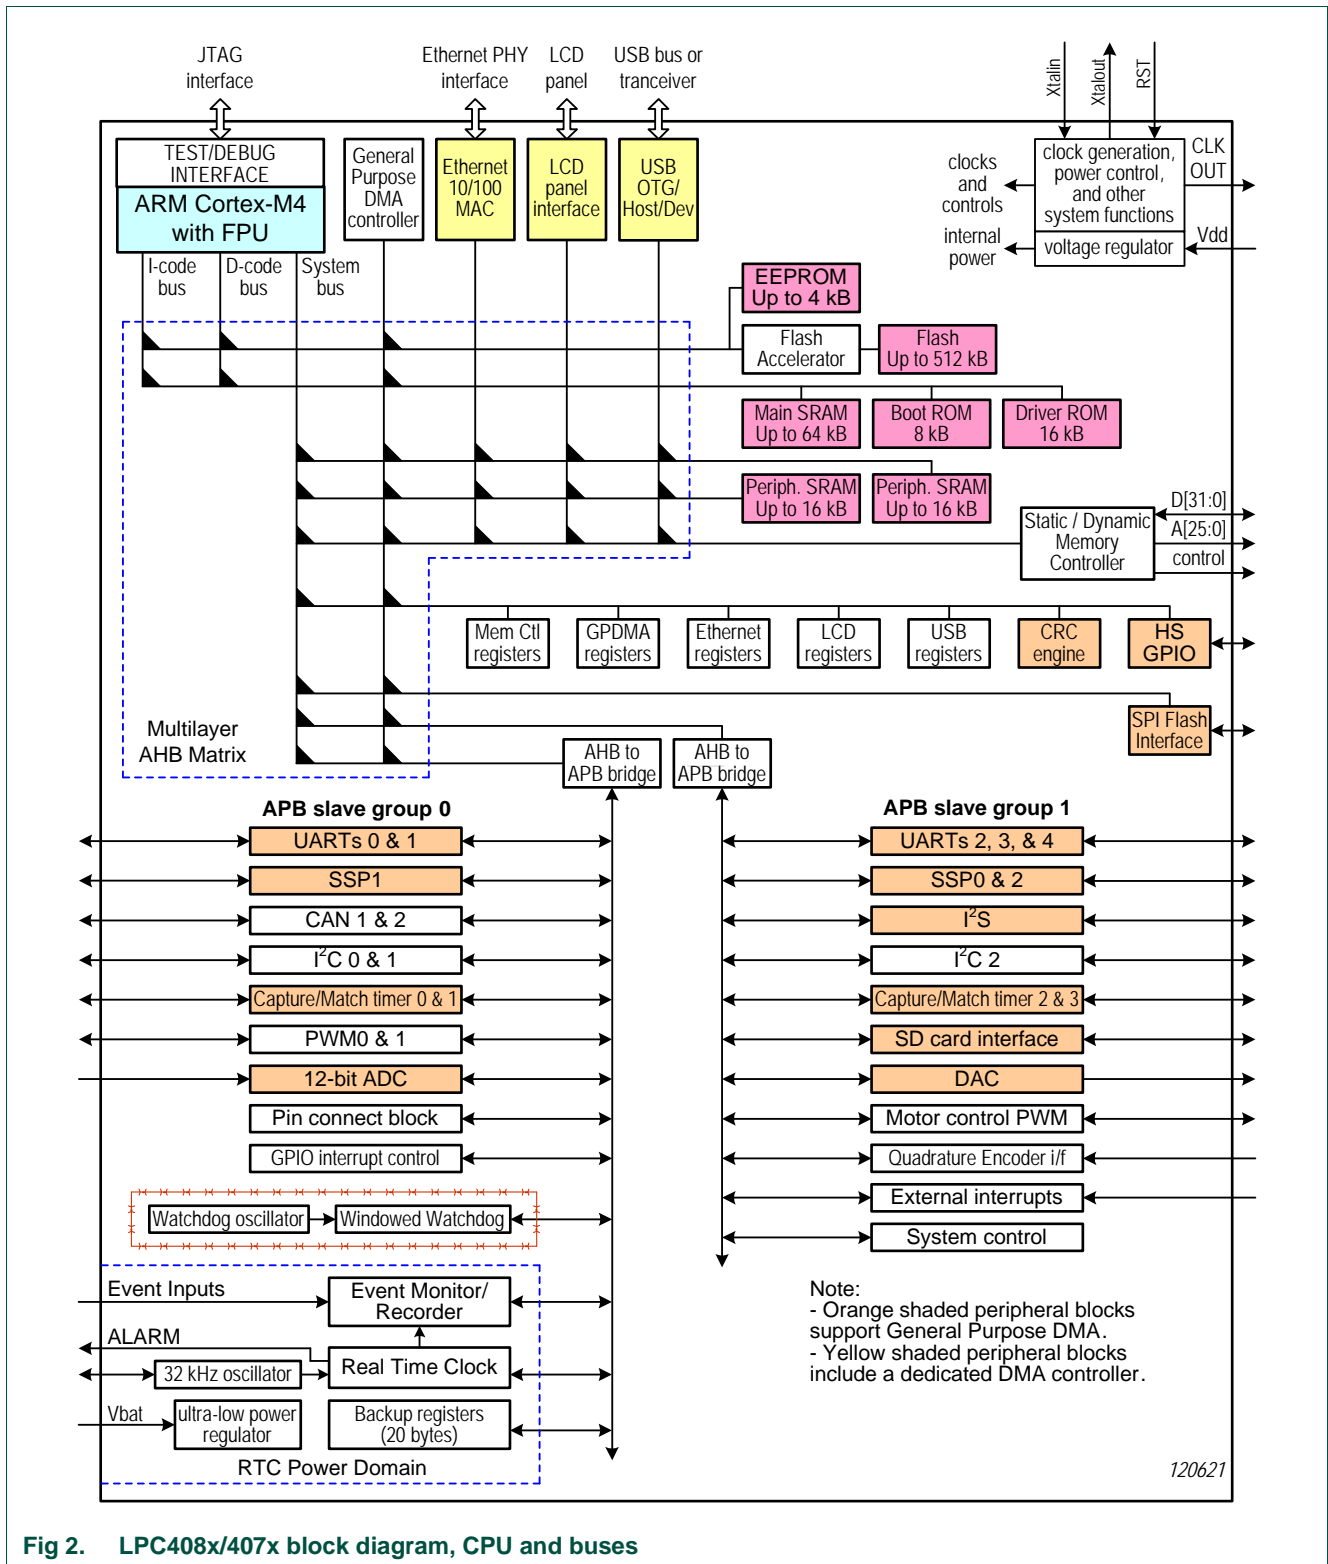 JTAG
interface
Ethernet PHY
interface
LCD
panel
USB bus or
tranceiver
Xtalin
Xtalout
RST
TEST/DEBUG
INTERFACE
ARM Cortex-M4
with FPU
General
Purpose
DMA
controller
Ethernet
10/100
MAC
LCD
panel
interface
USB
OTG/
Host/Dev
clocks
and
controls
clock generation,
power control,
and other
system functions
CLK
OUT
internal
power
voltage regulator
Vdd
I-code
bus
D-code
bus
System
bus
EEPROM
Up to 4 kB
Flash
Accelerator
Flash
Up to 512 kB
Main SRAM
Up to 64 kB
Boot ROM
8 kB
Driver ROM
16 kB
Periph. SRAM
Up to 16 kB
Periph. SRAM
Up to 16 kB
Static / Dynamic
Memory
Controller
D[31:0]
A[25:0]
control
Mem Ctl
registers
GPDMA
registers
Ethernet
registers
LCD
registers
USB
registers
CRC
engine
HS
GPIO
SPI Flash
Interface
Multilayer
AHB Matrix
AHB to
APB bridge
AHB to
APB bridge
APB slave group 0
UARTs 0 & 1
SSP1
CAN 1 & 2
I2C 0 & 1
Capture/Match timer 0 & 1
PWM0 & 1
12-bit ADC
Pin connect block
GPIO interrupt control
Watchdog oscillator
Windowed Watchdog
APB slave group 1
UARTs 2, 3, & 4
SSP0 & 2
I2S
I2C 2
Capture/Match timer 2 & 3
SD card interface
DAC
Motor control PWM
Quadrature Encoder i/f
External interrupts
System control
Event Inputs
Event Monitor/
Recorder
ALARM
32 kHz oscillator
Real Time Clock
Vbat
ultra-low power
regulator
Backup registers
(20 bytes)
RTC Power Domain
Note:
- Orange shaded peripheral blocks
support General Purpose DMA.
- Yellow shaded peripheral blocks
include a dedicated DMA controller.
120621
Fig 2. LPC408x/407x block diagram, CPU and buses